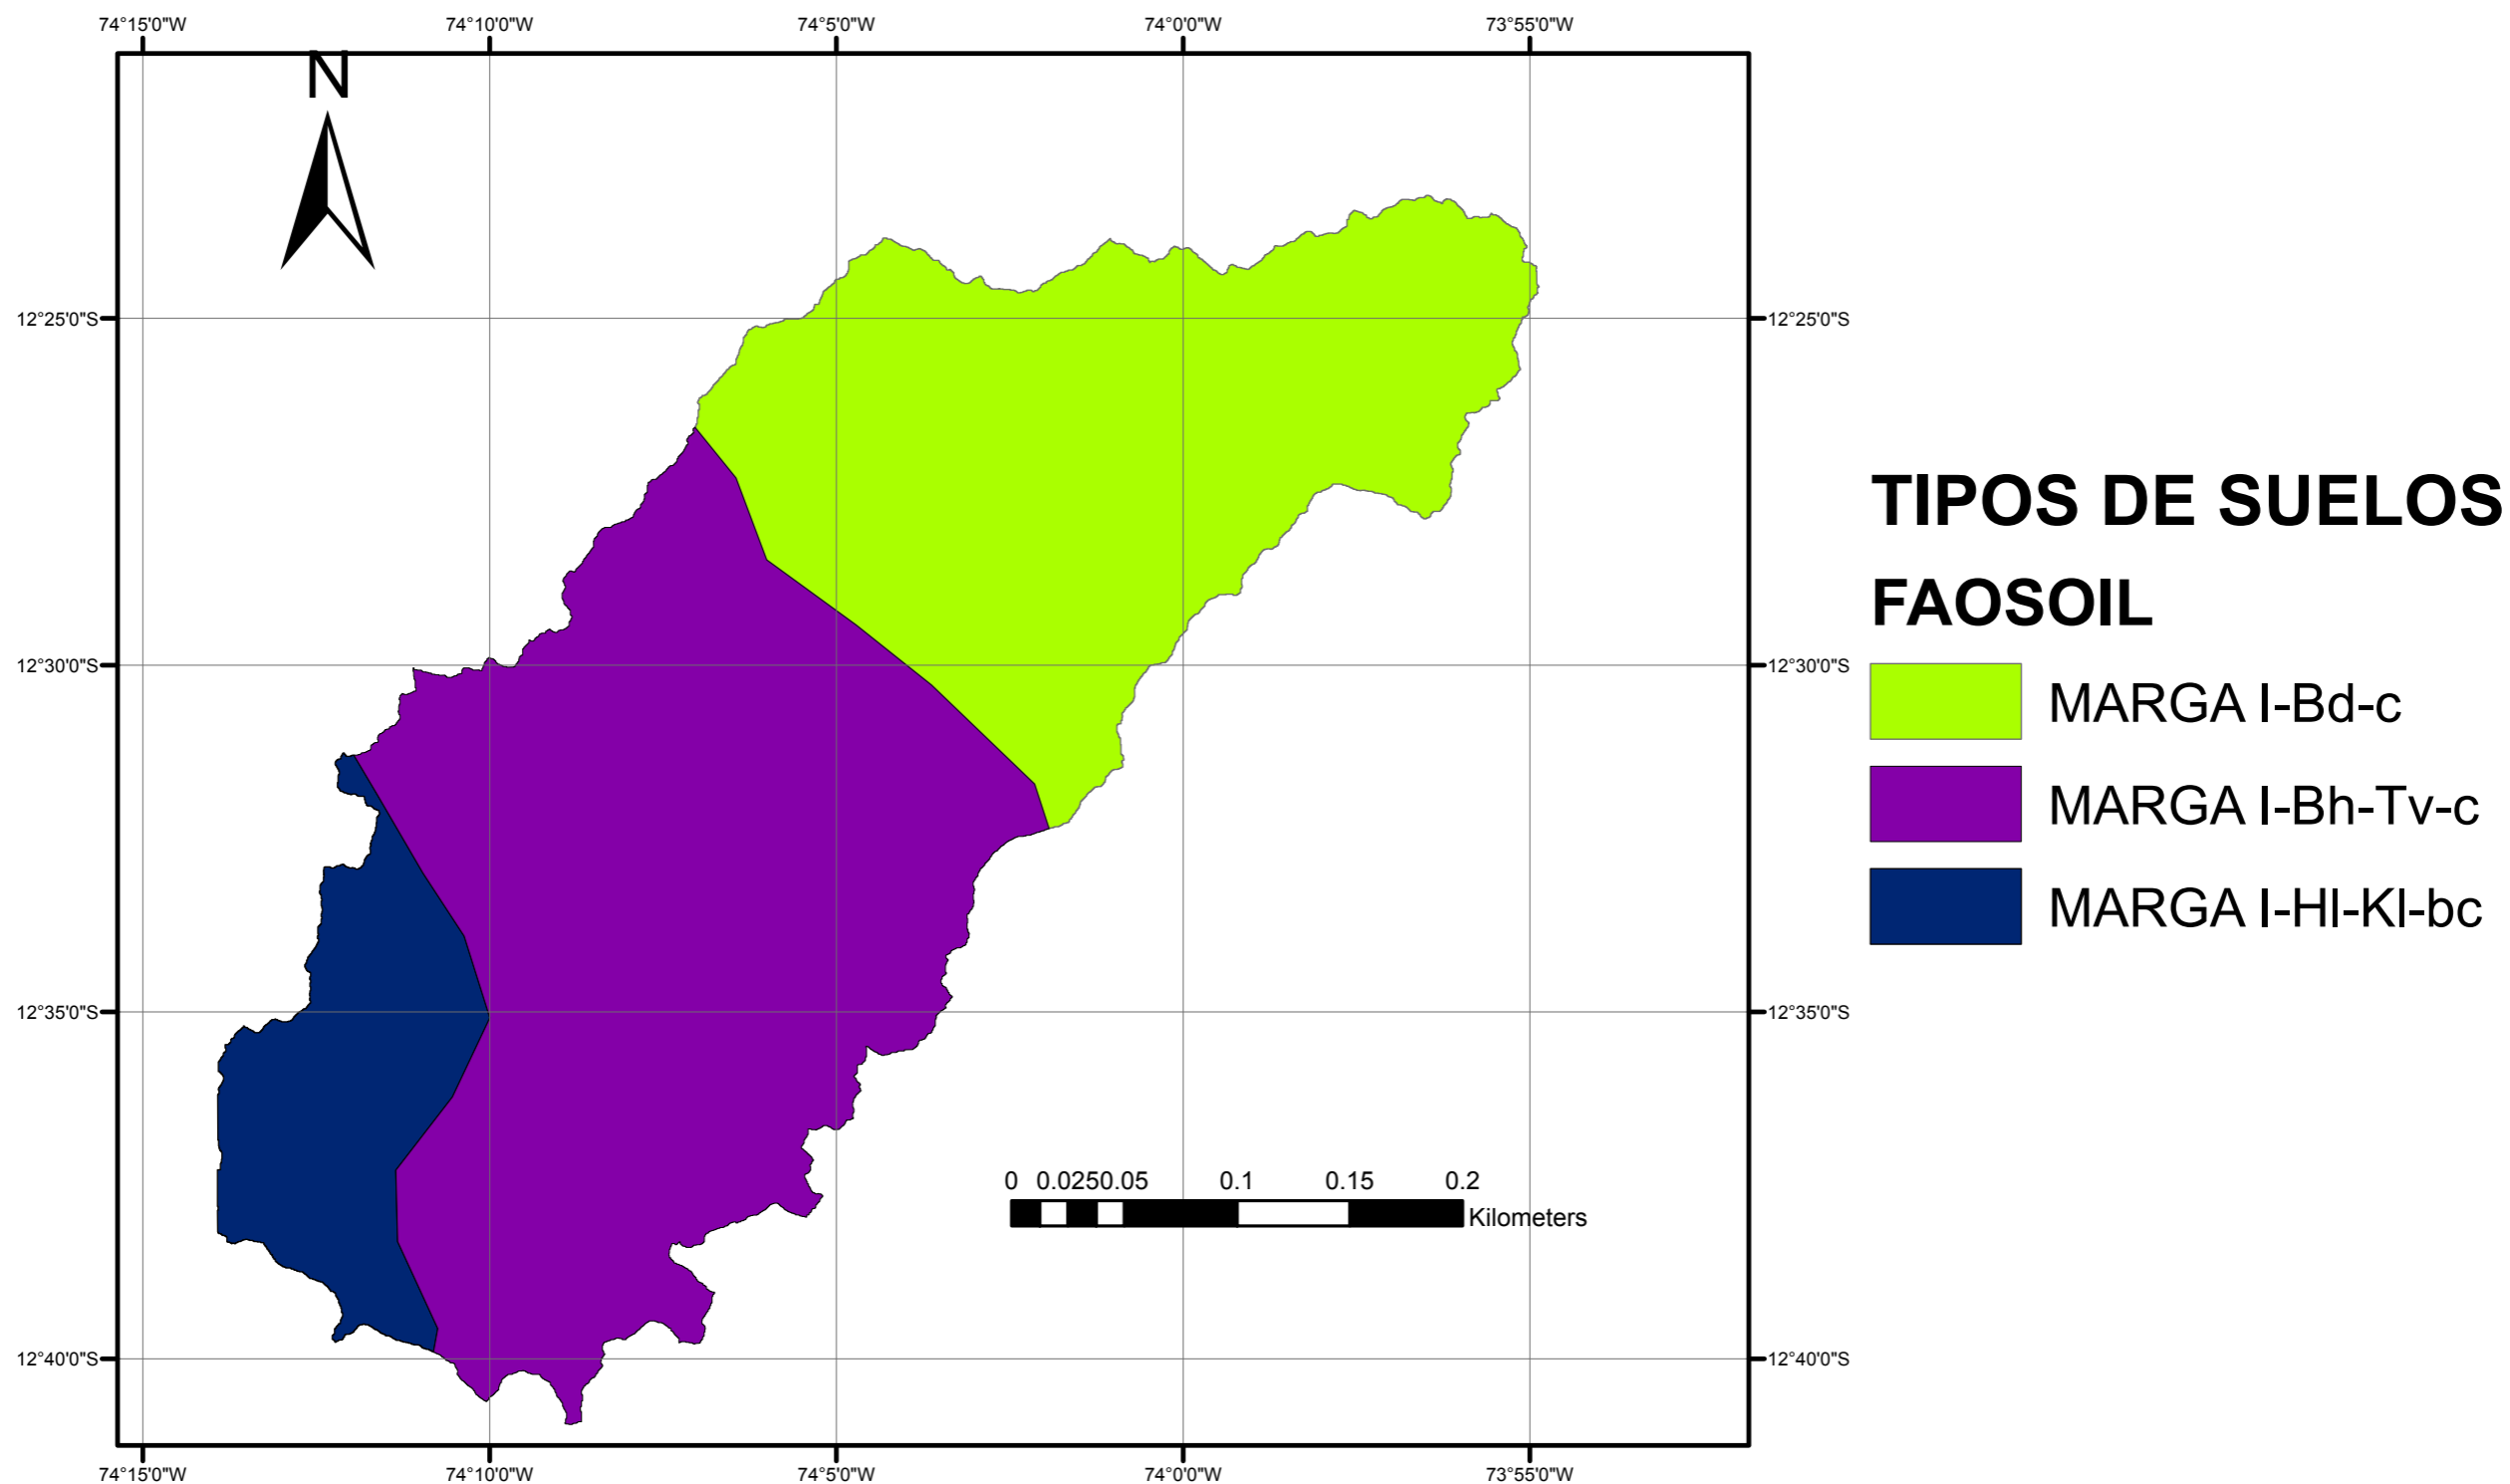 74°15'0"W 74°10'0"W 74°5'0"W 74°0'0"W 73°55'0"W
N
12°25'0"S 12°25'0"S
TIPOS DE SUELOS
FAOSOIL
12°30'0"S 12°30'0"S
MARGA I-Bd-c
MARGA I-Bh-Tv-c
MARGA I-Hl-Kl-bc
12°35'0"S 12°35'0"S
0 0.025 0.05 0.1 0.15 0.2
Kilometers
12°40'0"S 12°40'0"S
74°15'0"W 74°10'0"W 74°5'0"W 74°0'0"W 73°55'0"W